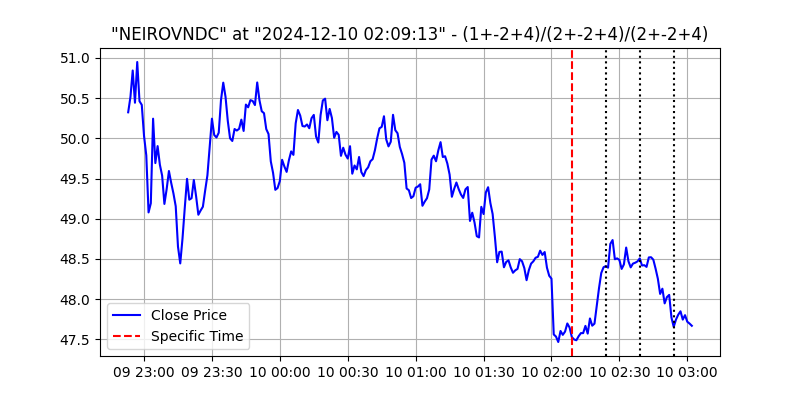 "NEIROVNDC" at "2024-12-10 02:09:13" - (1+-2+4)/(2+-2+4)/(2+-2+4)
51.0
50.5
50.0
49.5
49.0
48.5
48.0
47.5
Close Price
Specific Time
09 23:00 09 23:30 10 00:00 10 00:30 10 01:00 10 01:30 10 02:00 10 02:30 10 03:00